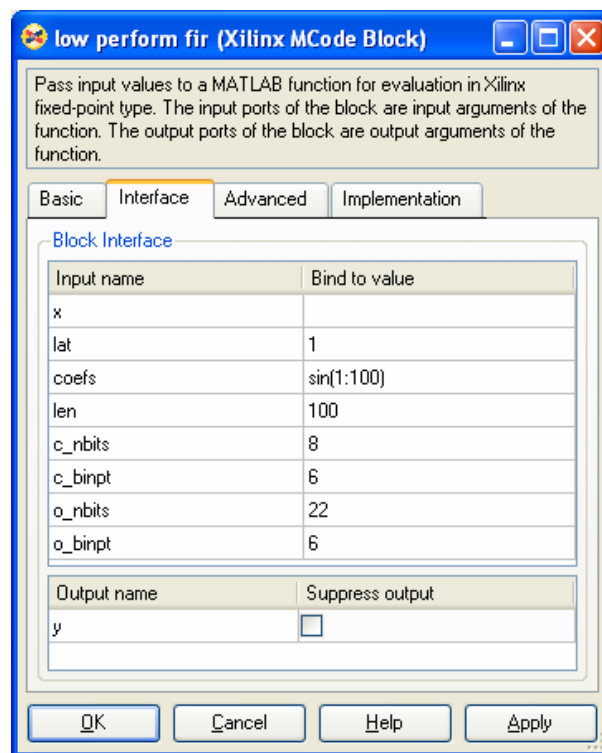 low perform fir (Xilinx MCode Block)
Pass input values to a MATLAB function for evaluation in Xilinx
fixed-point type. The input ports of the block are input arguments of the
function. The output ports of the block are output arguments of the
function.
Basic Interface Advanced Implementation
Block Interface
Input name Bind to value
x
lat 1
coefs sin(1:100)
len 100
c_nbits 8
c_binpt 6
o_nbits 22
o_binpt 6
Output name Suppress output
y
OK Cancel Help Apply